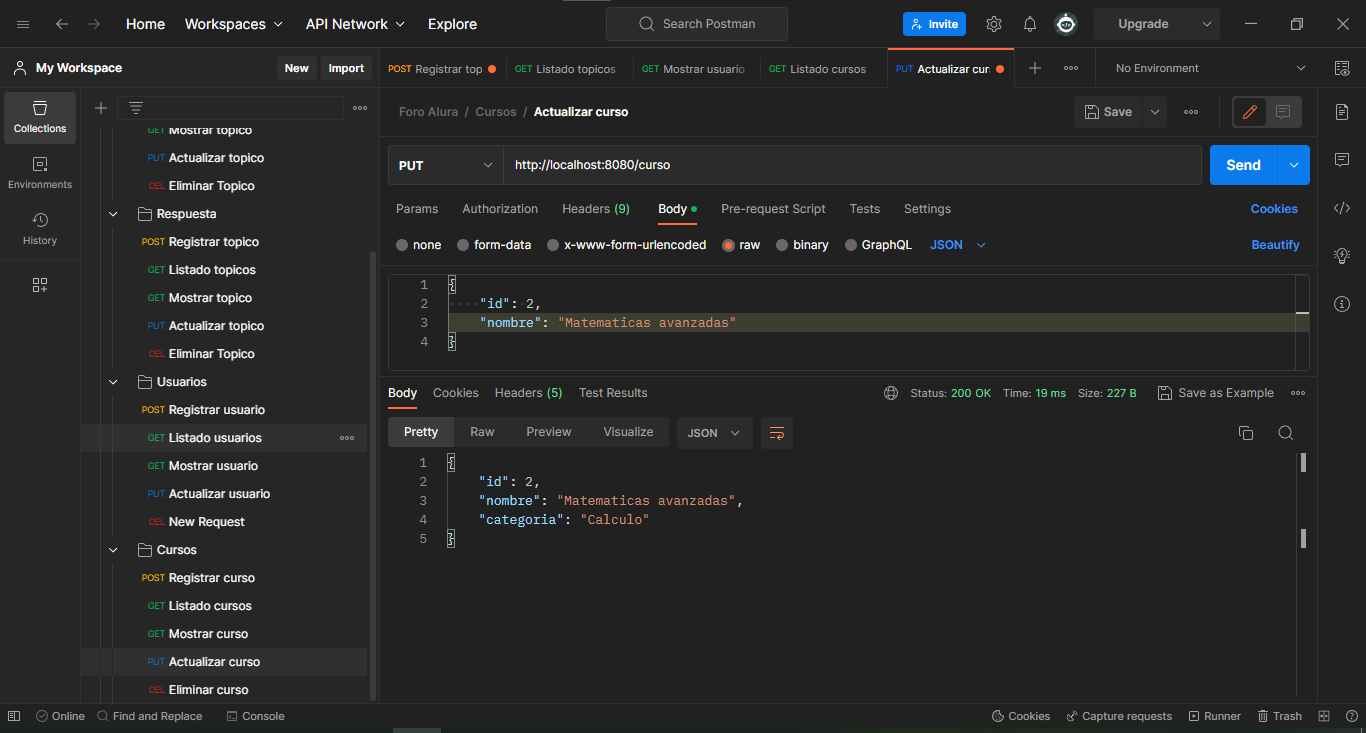 Home Workspaces API Network Explore Search Postman Invite Upgrade
My Workspace New Import POST Registrar top GET Listado topicos GET Mostrar usuario GET Listado cursos PUT Actualizar cur No Environment
Collections
Environments
History
GET Mostrar topico
PUT Actualizar topico
DEL Eliminar Topico
Respuesta
POST Registrar topico
GET Listado topicos
GET Mostrar topico
PUT Actualizar topico
DEL Eliminar Topico
Usuarios
POST Registrar usuario
GET Listado usuarios
GET Mostrar usuario
PUT Actualizar usuario
DEL New Request
Cursos
POST Registrar curso
GET Listado cursos
GET Mostrar curso
PUT Actualizar curso
DEL Eliminar curso
Foro Alura / Cursos / Actualizar curso Save
PUT http://localhost:8080/curso Send
Params Authorization Headers (9) Body Pre-request Script Tests Settings Cookies
none form-data x-www-form-urlencoded raw binary GraphQL JSON Beautify
1 {
2 "id": 2,
3 "nombre": "Matematicas avanzadas"
4 }
Body Cookies Headers (5) Test Results Status: 200 OK Time: 19 ms Size: 227 B Save as Example
Pretty Raw Preview Visualize JSON
1 {
2 "id": 2,
3 "nombre": "Matematicas avanzadas",
4 "categoria": "Calculo"
5 }
Online Find and Replace Console Cookies Capture requests Runner Trash